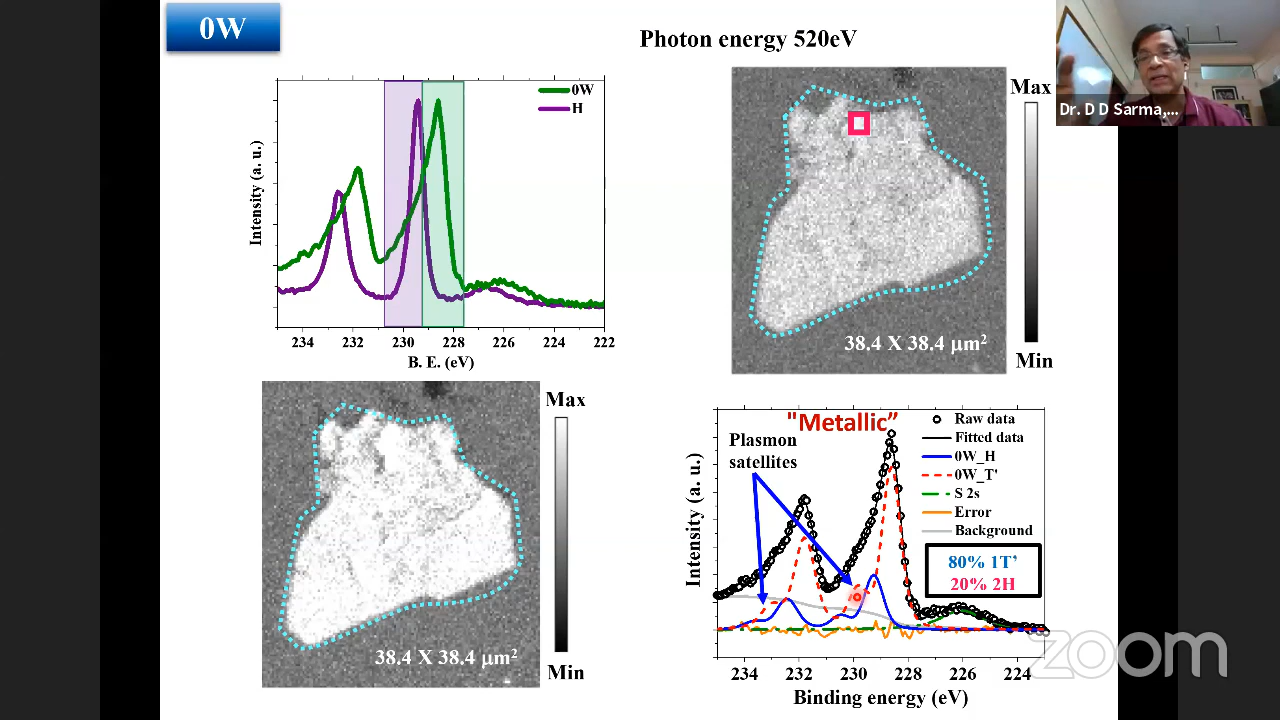 0W
Photon energy 520eV
Dr. D D Sarma,...
0W
H
Intensity (a. u.)
234 232 230 228 226 224 222
B. E. (eV)
Max
38.4 X 38.4 μm²
Min
Max
38.4 X 38.4 μm²
Min
"Metallic”
Plasmon
satellites
Raw data
Fitted data
0W_H
0W_T'
S 2s
Error
Background
80% 1T'
20% 2H
Intensity (a. u.)
234 232 230 228 226 224
Binding energy (eV)
zoom